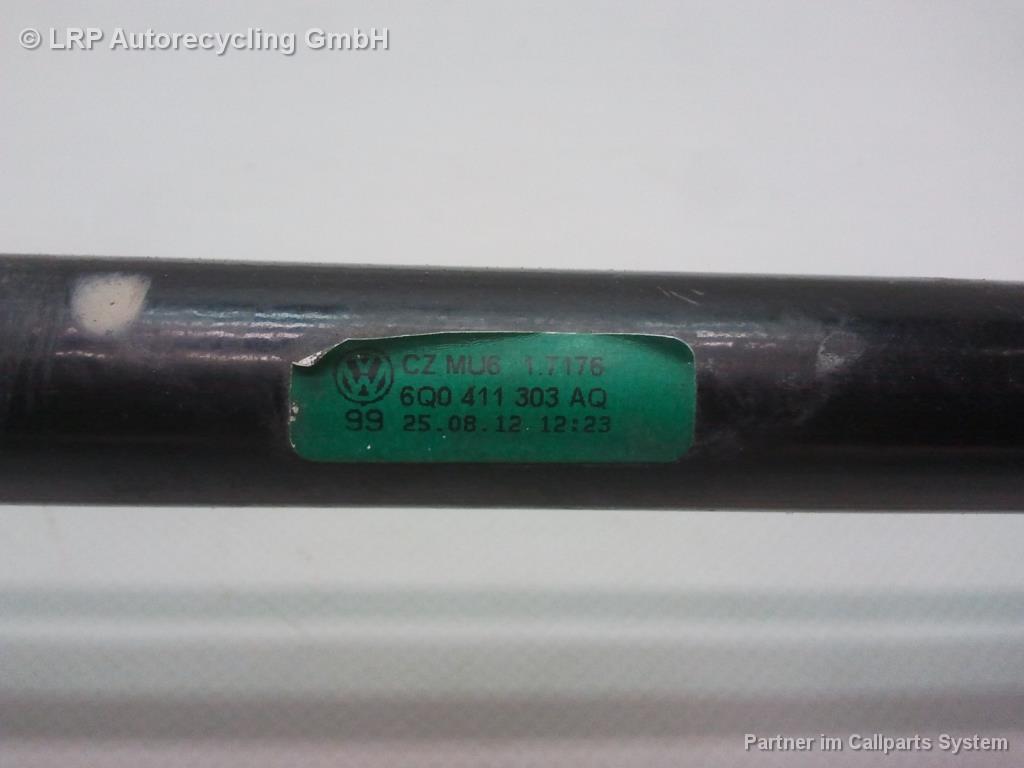 © LRP Autorecycling GmbH
CZ MU6 1.7176
6Q0 411 303 AQ
99 25.08.12 12:23
Partner im Callparts System